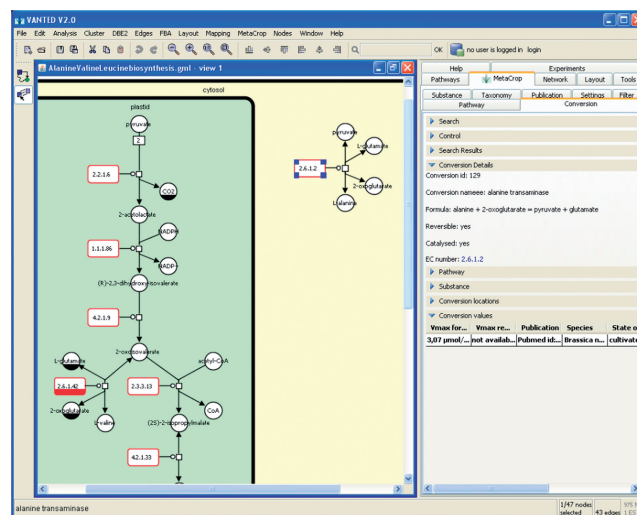 VANTED V2.0
File Edit Analysis Cluster DBE2 Edges FBA Layout Mapping MetaCrop Nodes Window Help
OK no user is logged in login
AlanineValineLeucinebiosynthesis.gml - view 1
cytosol
plastid
pyruvate
2
2.2.1.6
CO2
2-acetolactate
NADPH
1.1.1.86
NADP+
(R)-2,3-dihydroxy-isovalerate
4.2.1.9
2-oxoisovalerate
L-glutamate
acetyl-CoA
2.6.1.42
2.3.3.13
2-oxoglutarate
L-valine
CoA
(2S)-2-isopropylmalate
4.2.1.33
pyruvate
L-glutamate
2.6.1.2
2-oxoglutarate
L-alanine
Help Experiments
Pathways MetaCrop Network Layout Tools
Substance Taxonomy Publication Settings Filter
Pathway Conversion
Search
Control
Search Results
Conversion Details
Conversion id: 129
Conversion nameee: alanine transaminase
Formula: alanine + 2-oxoglutarate = pyruvate + glutamate
Reversible: yes
Catalysed: yes
EC number: 2.6.1.2
Pathway
Substance
Conversion locations
Conversion values
Vmax for... Vmax re... Publication Species State o
3,07 µmol/... not availab... Pubmed id:... Brassica n... cultivate
alanine transaminase
1/47 nodes
selected 43 edges